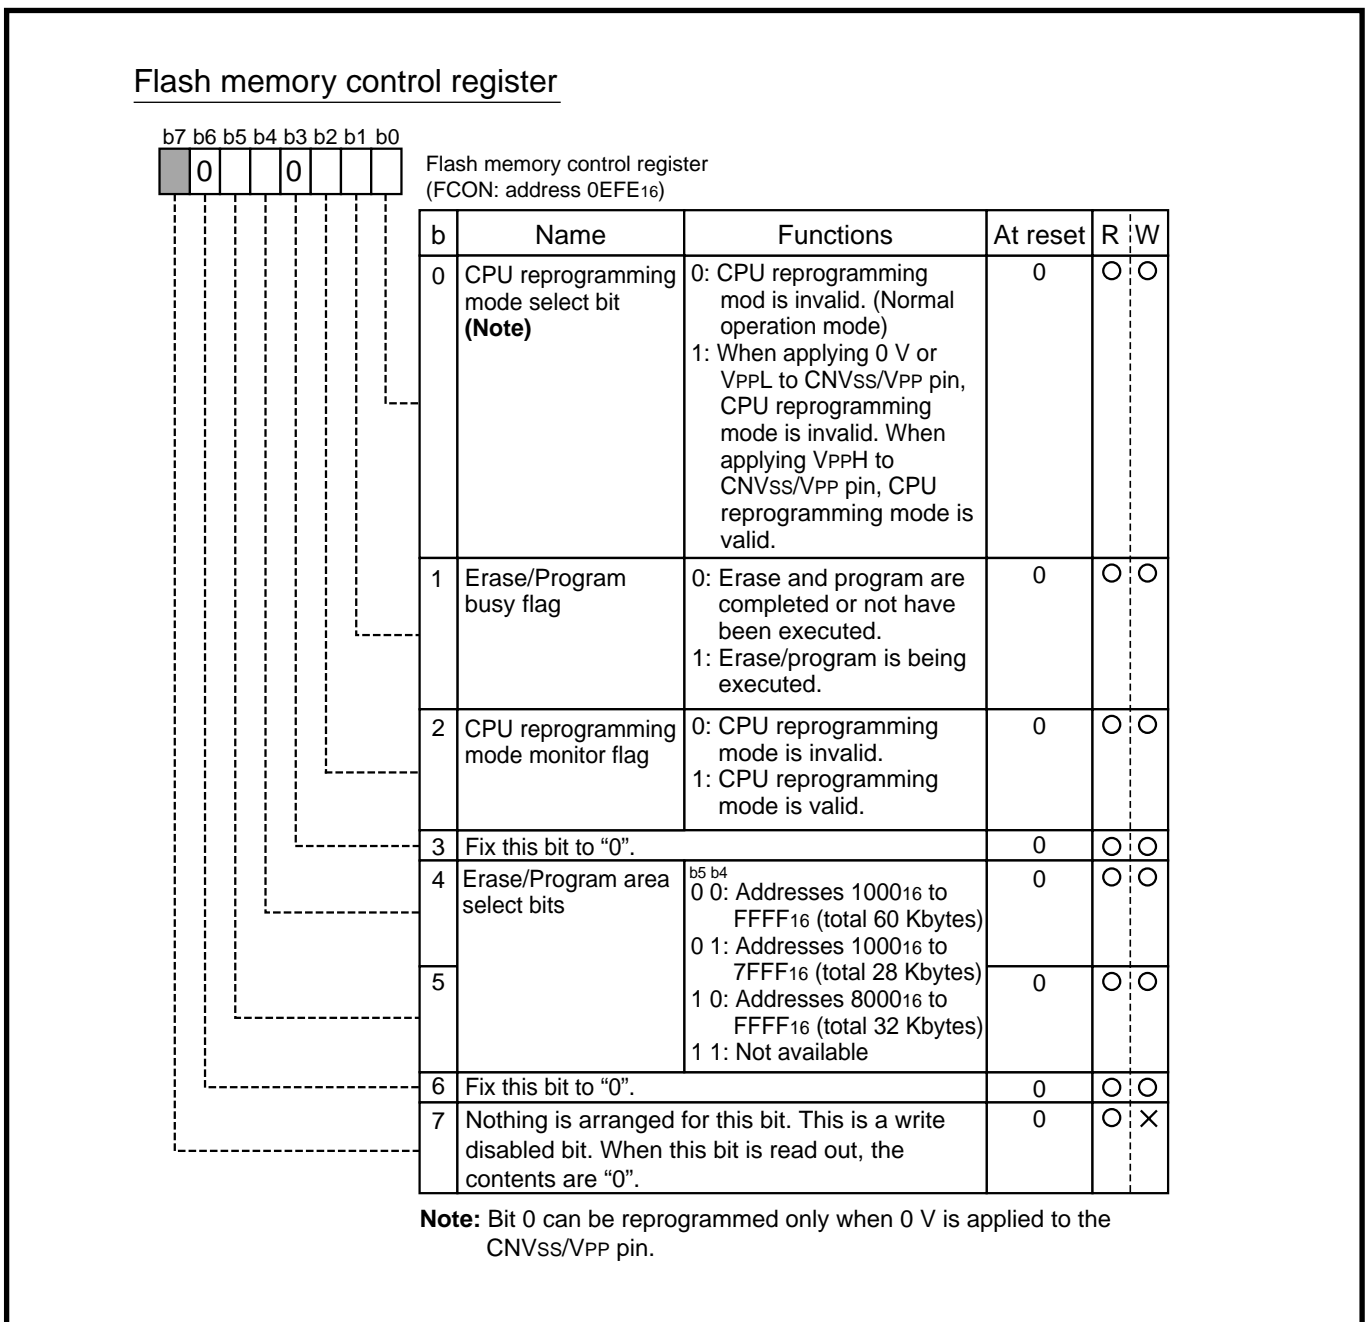 Flash memory control register
b7 b6 b5 b4 b3 b2 b1 b0
0 0
Flash memory control register
(FCON: address 0EFE16)
b Name Functions At reset R W
0 CPU reprogramming 0: CPU reprogramming 0 ○ ○
mode select bit mod is invalid. (Normal
(Note) operation mode)
1: When applying 0 V or
VPPL to CNVSS/VPP pin,
CPU reprogramming
mode is invalid. When
applying VPPH to
CNVSS/VPP pin, CPU
reprogramming mode is
valid.
1 Erase/Program 0: Erase and program are 0 ○ ○
busy flag completed or not have
been executed.
1: Erase/program is being
executed.
2 CPU reprogramming 0: CPU reprogramming 0 ○ ○
mode monitor flag mode is invalid.
1: CPU reprogramming
mode is valid.
3 Fix this bit to “0”. 0 ○ ○
b5 b4
4 Erase/Program area 0 0: Addresses 100016 to 0 ○ ○
select bits FFFF16 (total 60 Kbytes)
0 1: Addresses 100016 to
7FFF16 (total 28 Kbytes)
5 1 0: Addresses 800016 to 0 ○ ○
FFFF16 (total 32 Kbytes)
1 1: Not available
6 Fix this bit to “0”. 0 ○ ○
7 Nothing is arranged for this bit. This is a write 0 ○ ×
disabled bit. When this bit is read out, the
contents are “0”.
Note: Bit 0 can be reprogrammed only when 0 V is applied to the
CNVSS/VPP pin.